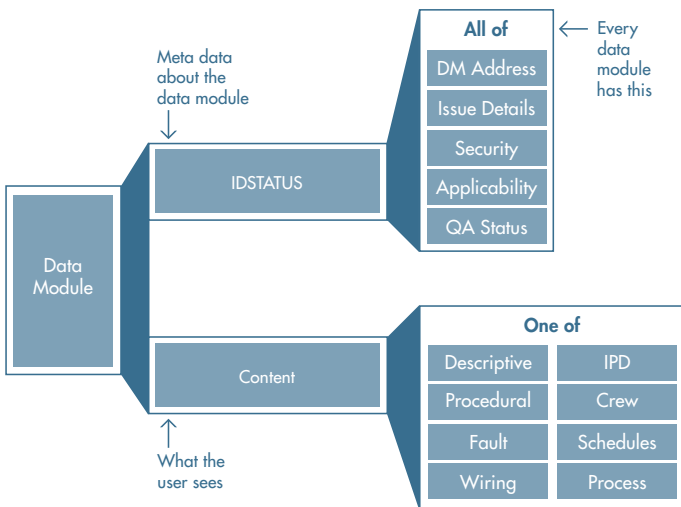 Data
Module
Meta data
about the
data module
IDSTATUS
All of
DM Address
Issue Details
Security
Applicability
QA Status
Every
data
module
has this
Content
What the
user sees
One of
Descriptive
IPD
Procedural
Crew
Fault
Schedules
Wiring
Process